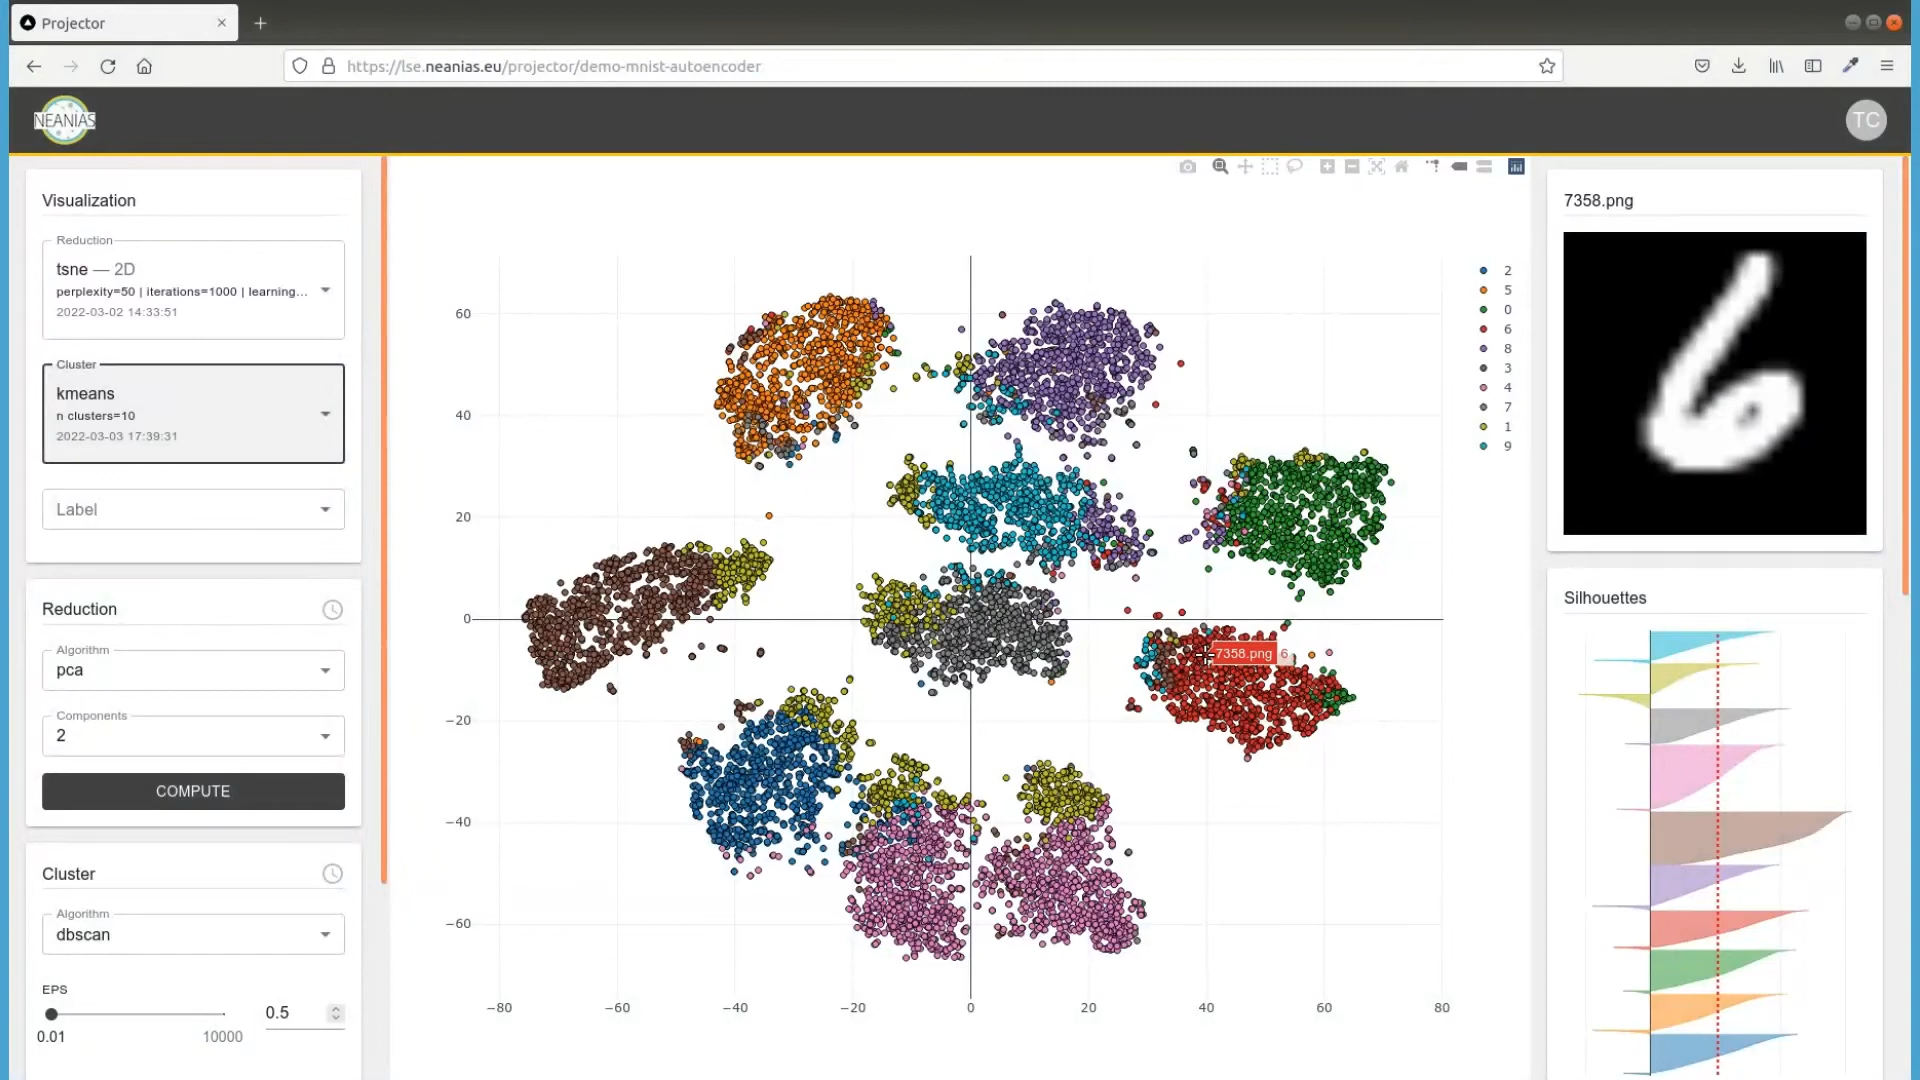 Projector
https://lse.neanias.eu/projector/demo-mnist-autoencoder
NEANIAS
TC
Visualization
Reduction
tsne — 2D
perplexity=50 | iterations=1000 | learning...
2022-03-02 14:33:51
Cluster
kmeans
n clusters=10
2022-03-03 17:39:31
Label
Reduction
Algorithm
pca
Components
2
COMPUTE
Cluster
Algorithm
dbscan
EPS
0.5
0.01
10000
60
40
20
0
−20
−40
−60
−80
−60
−40
−20
0
20
40
60
80
7358.png 6
2
5
0
6
8
3
4
7
1
9
7358.png
6
Silhouettes